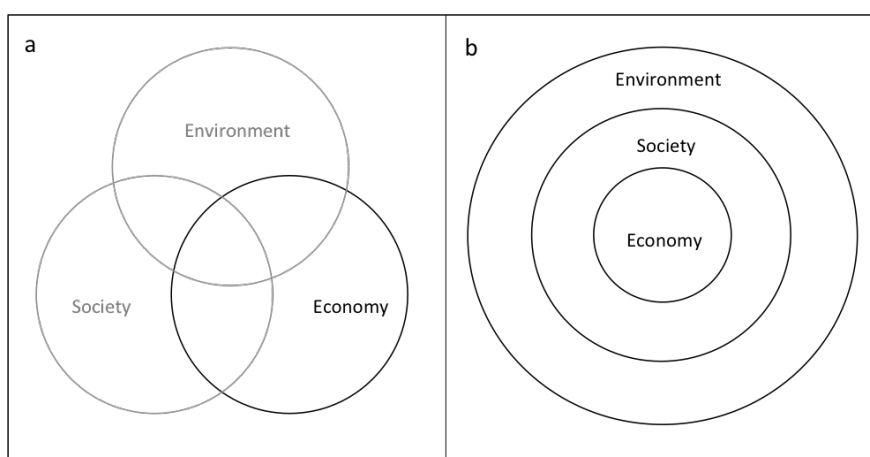 a
Environment
Society
Economy
b
Environment
Society
Economy